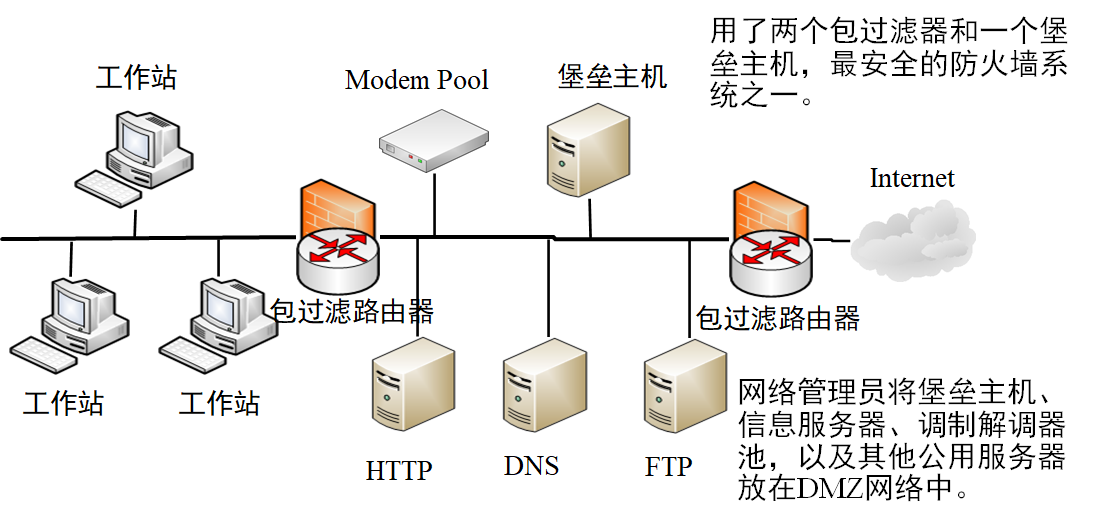 用了两个包过滤器和一个堡
垒主机，最安全的防火墙系
统之一。
工作站
Modem Pool
堡垒主机
Internet
包过滤路由器
包过滤路由器
工作站
工作站
HTTP
DNS
FTP
网络管理员将堡垒主机、
信息服务器、调制解调器
池，以及其他公用服务器
放在DMZ网络中。